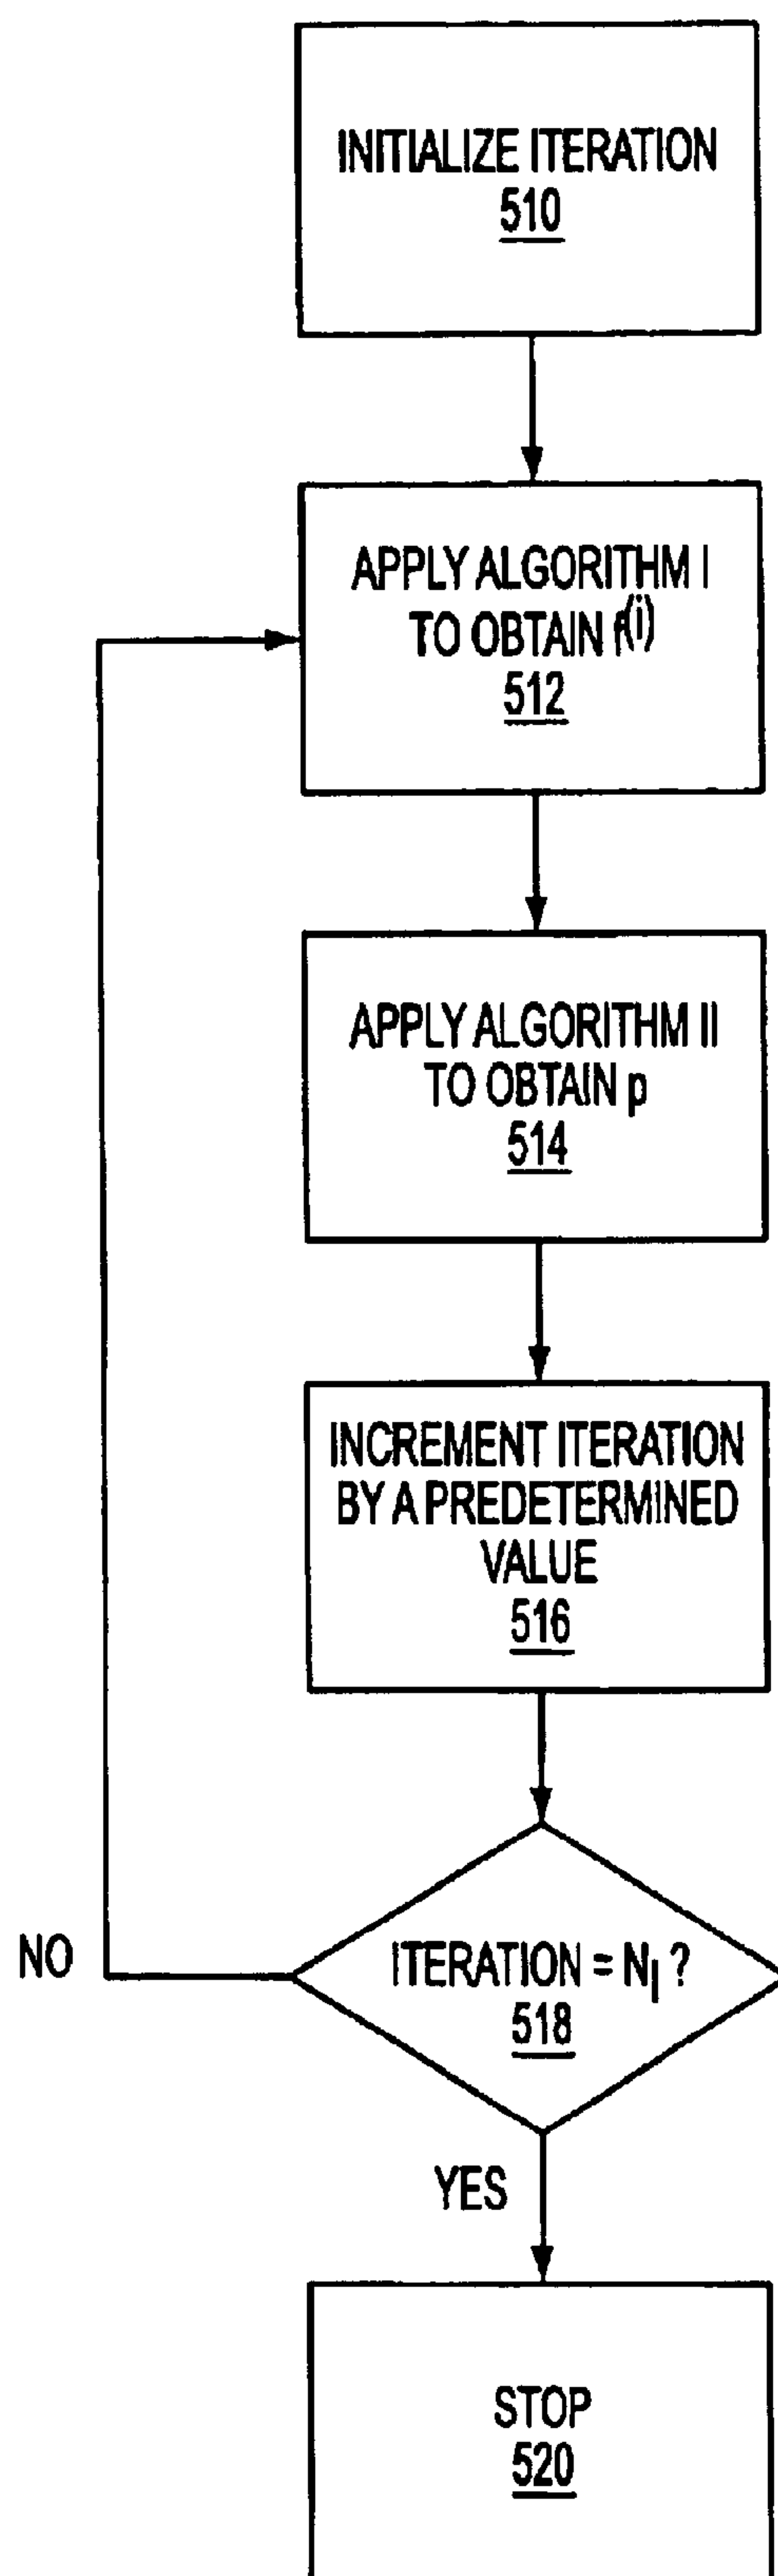 INITIALIZE ITERATION
510
APPLY ALGORITHM I
TO OBTAIN f(i)
512
APPLY ALGORITHM II
TO OBTAIN p
514
INCREMENT ITERATION
BY A PREDETERMINED
VALUE
516
NO
ITERATION = NI ?
518
YES
STOP
520